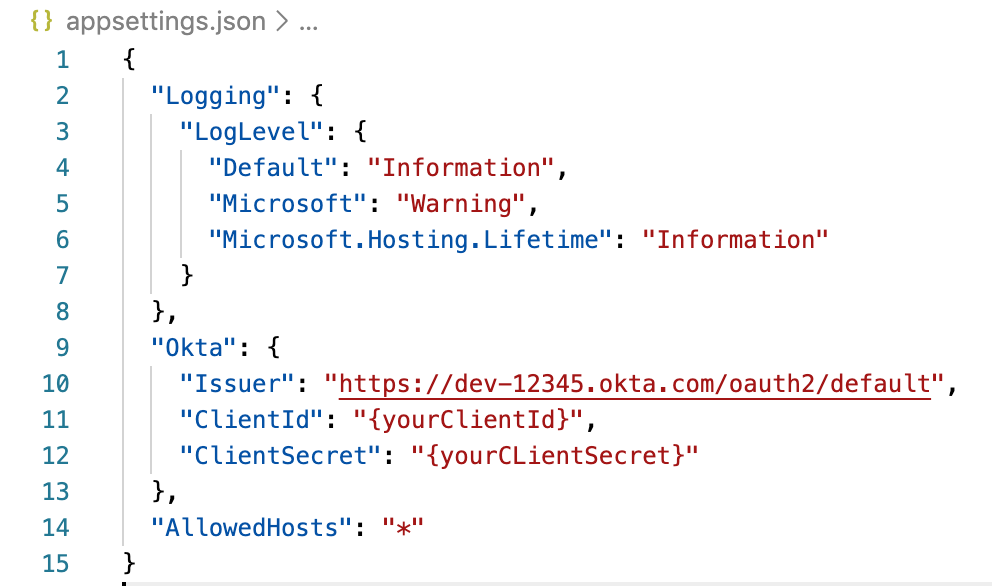 {} appsettings.json > ...
1 {
2 "Logging": {
3 "LogLevel": {
4 "Default": "Information",
5 "Microsoft": "Warning",
6 "Microsoft.Hosting.Lifetime": "Information"
7 }
8 },
9 "Okta": {
10 "Issuer": "https://dev-12345.okta.com/oauth2/default",
11 "ClientId": "{yourClientId}",
12 "ClientSecret": "{yourCLientSecret}"
13 },
14 "AllowedHosts": "*"
15 }